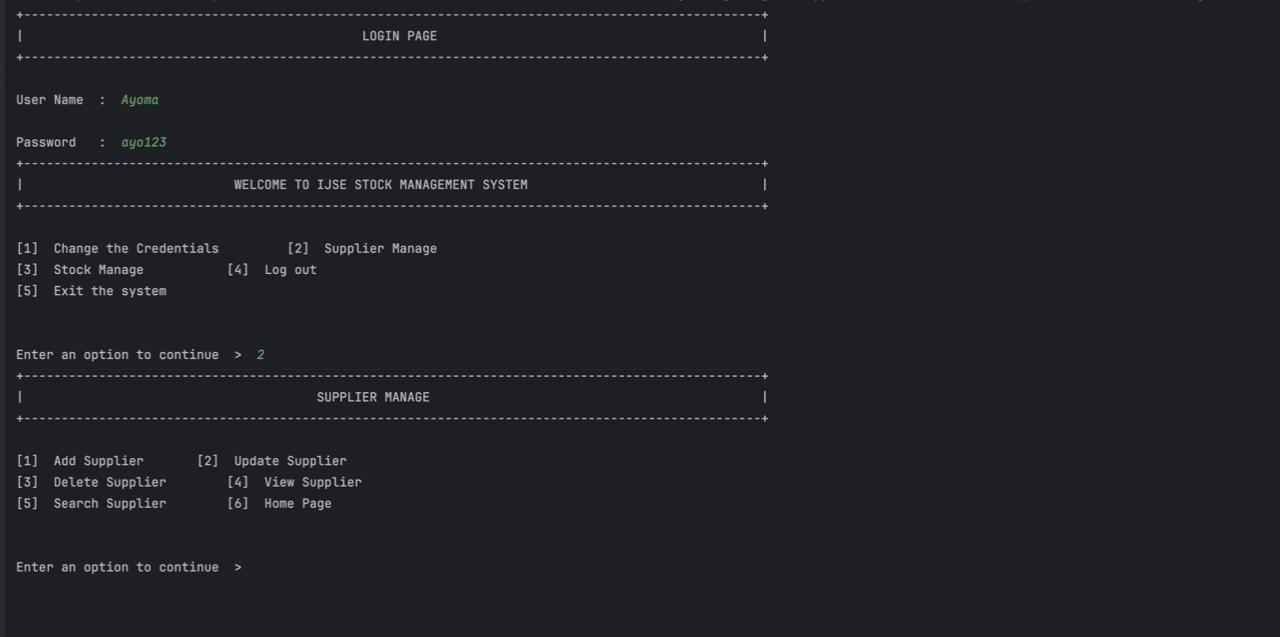 +--------------------------------------------------------------------------------------------------+
|                                             LOGIN PAGE                                           |
+--------------------------------------------------------------------------------------------------+
User Name  :  Ayoma
Password   :  ayo123
+--------------------------------------------------------------------------------------------------+
|                            WELCOME TO IJSE STOCK MANAGEMENT SYSTEM                               |
+--------------------------------------------------------------------------------------------------+
[1]  Change the Credentials         [2]  Supplier Manage
[3]  Stock Manage           [4]  Log out
[5]  Exit the system
Enter an option to continue  >  2
+--------------------------------------------------------------------------------------------------+
|                                       SUPPLIER MANAGE                                            |
+--------------------------------------------------------------------------------------------------+
[1]  Add Supplier       [2]  Update Supplier
[3]  Delete Supplier        [4]  View Supplier
[5]  Search Supplier        [6]  Home Page
Enter an option to continue  >